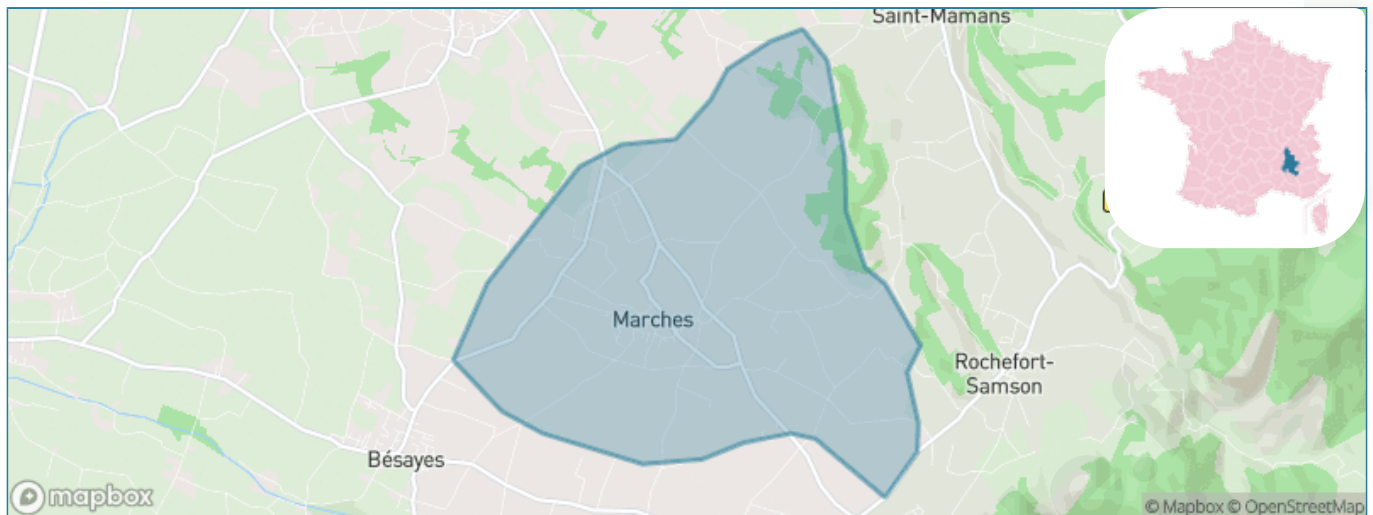 Saint-Mamans
Marches
Rochefort-
Samson
Bésayes
mapbox
© Mapbox © OpenStreetMap